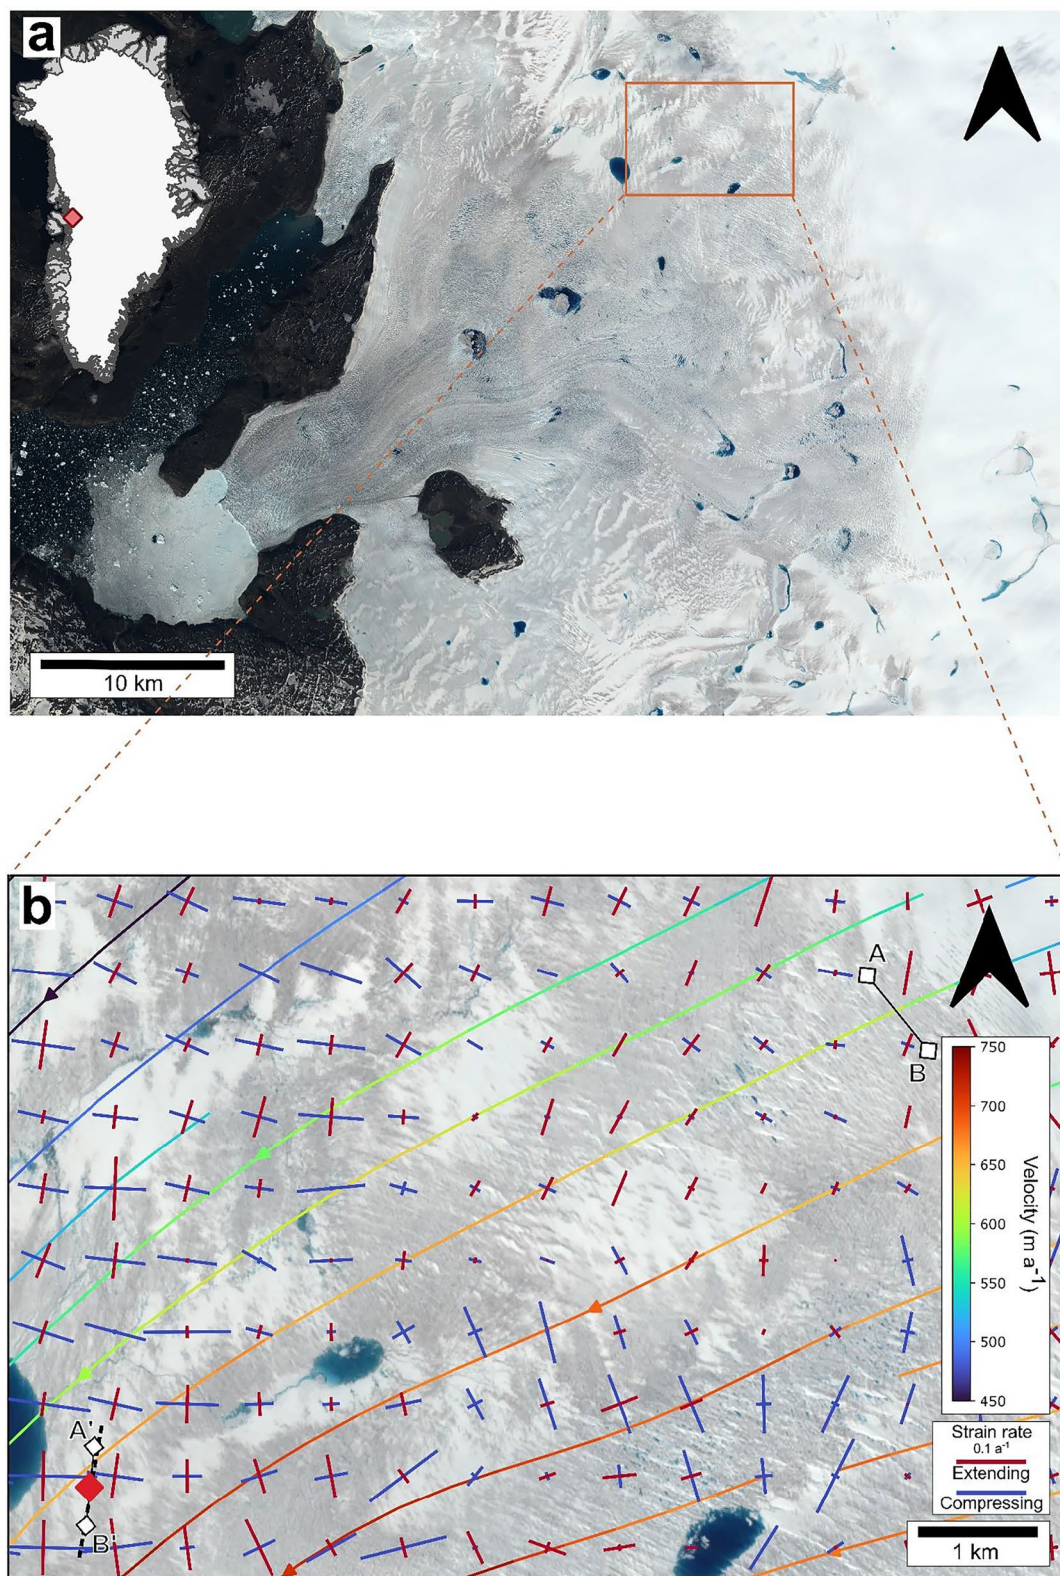 a
10 km
b
A
B
750
700
650
600
550
500
450
Velocity (m a⁻¹)
A'
B'
Strain rate
0.1 a⁻¹
Extending
Compressing
1 km